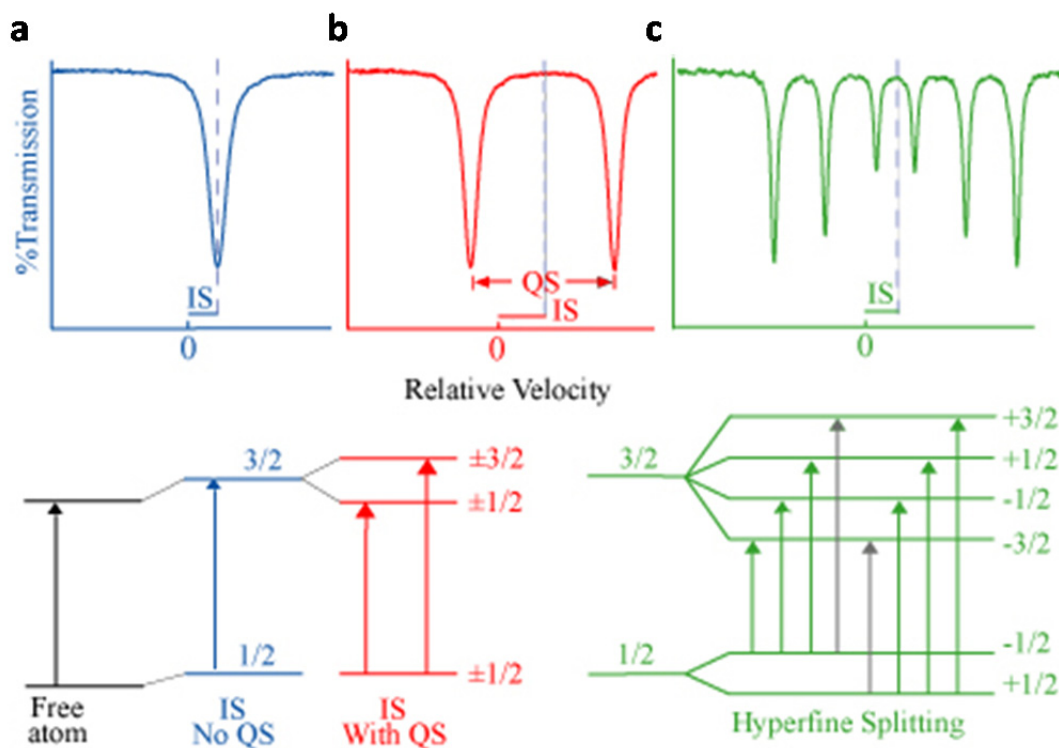 a
b
c
%Transmission
IS
0
QS
IS
0
IS
0
Relative Velocity
3/2
1/2
±3/2
±1/2
±1/2
Free
atom
IS
No QS
IS
With QS
3/2
1/2
+3/2
+1/2
-1/2
-3/2
-1/2
+1/2
Hyperfine Splitting